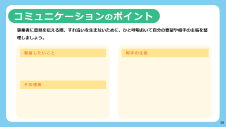 コミュニケーションのポイント
事業者に意見を伝える際、すれ違いを生まないために、ひと呼吸おいて自分の要望や相手の主張を整
理しましょう。
要望したいこと
相手の主張
その理由